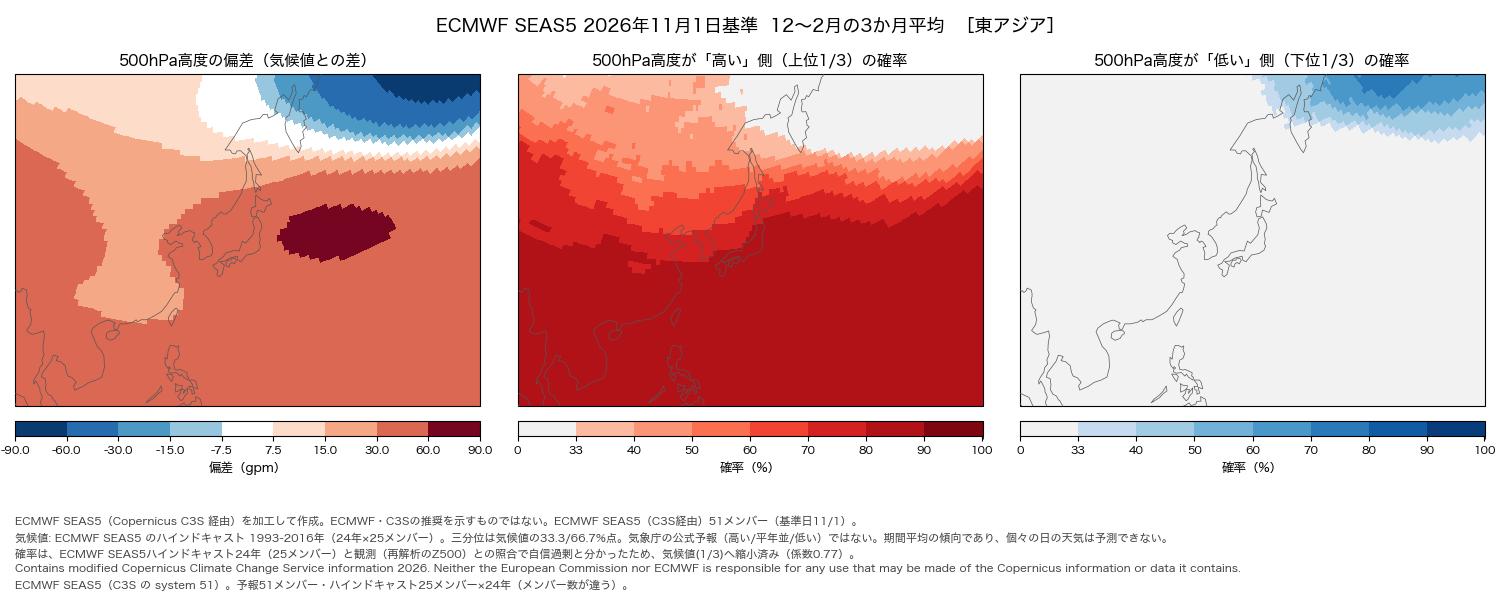 ECMWF SEAS5 2026年11月1日基準 12～2月の3か月平均 ［東アジア］
500hPa高度の偏差（気候値との差）
500hPa高度が「高い」側（上位1/3）の確率
500hPa高度が「低い」側（下位1/3）の確率
-90.0 -60.0 -30.0 -15.0 -7.5 7.5 15.0 30.0 60.0 90.0
偏差（gpm）
0 33 40 50 60 70 80 90 100
確率（%）
0 33 40 50 60 70 80 90 100
確率（%）
ECMWF SEAS5（Copernicus C3S 経由）を加工して作成。ECMWF・C3Sの推奨を示すものではない。ECMWF SEAS5（C3S経由）51メンバー（基準日11/1）。
気候値: ECMWF SEAS5 のハインドキャスト 1993-2016年（24年×25メンバー）。三分位は気候値の33.3/66.7%点。気象庁の公式予報（高い/平年並/低い）ではない。期間平均の傾向であり、個々の日の天気は予測できない。
確率は、ECMWF SEAS5ハインドキャスト24年（25メンバー）と観測（再解析のZ500）との照合で自信過剰と分かったため、気候値(1/3)へ縮小済み（係数0.77）。
Contains modified Copernicus Climate Change Service information 2026. Neither the European Commission nor ECMWF is responsible for any use that may be made of the Copernicus information or data it contains.
ECMWF SEAS5（C3S の system 51）。予報51メンバー・ハインドキャスト25メンバー×24年（メンバー数が違う）。